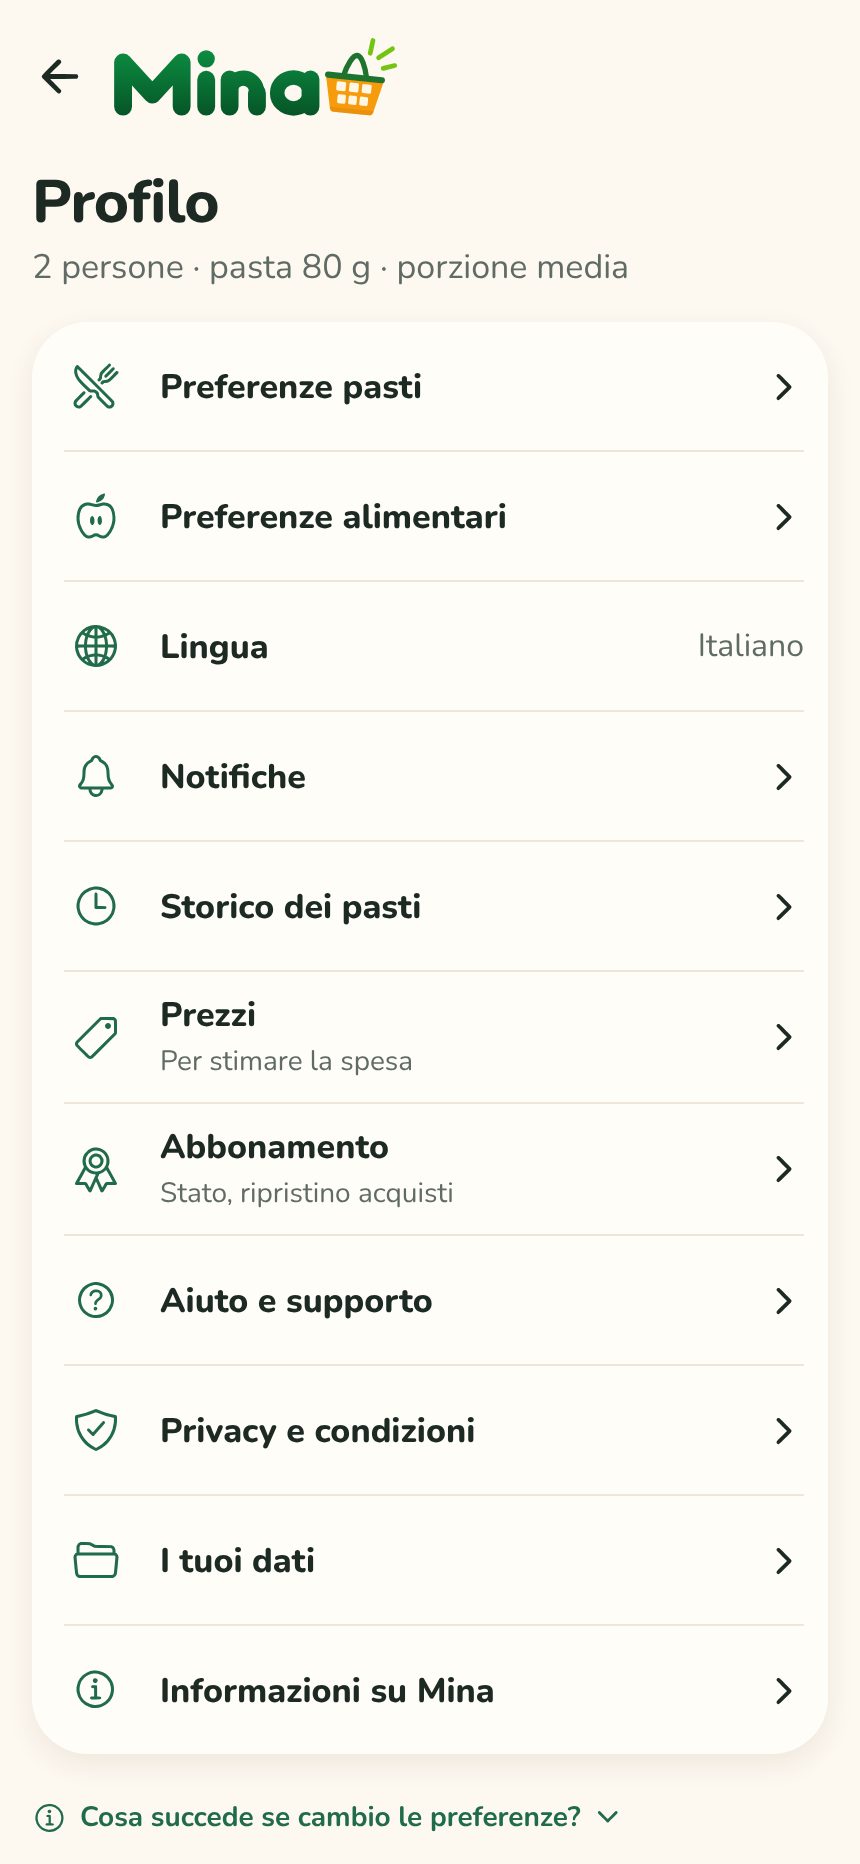 Mina
Profilo
2 persone · pasta 80 g · porzione media
Preferenze pasti
Preferenze alimentari
Lingua Italiano
Notifiche
Storico dei pasti
Prezzi
Per stimare la spesa
Abbonamento
Stato, ripristino acquisti
Aiuto e supporto
Privacy e condizioni
I tuoi dati
Informazioni su Mina
Cosa succede se cambio le preferenze?